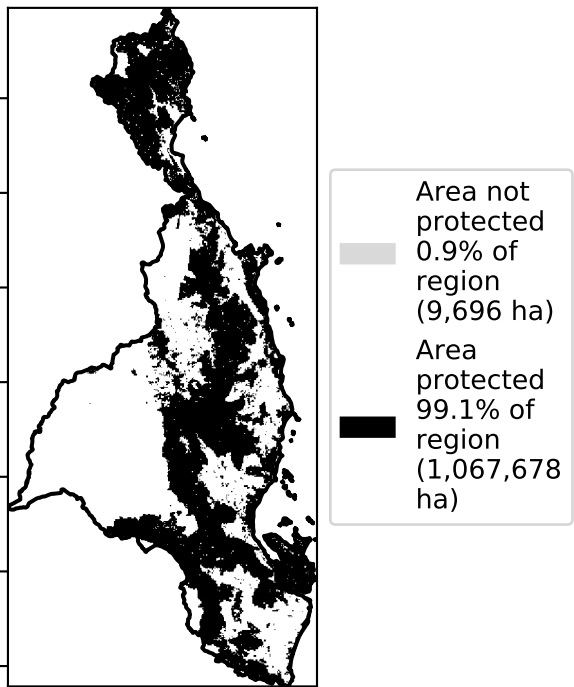 Area not
protected
0.9% of
region
(9,696 ha)
Area
protected
99.1% of
region
(1,067,678
ha)